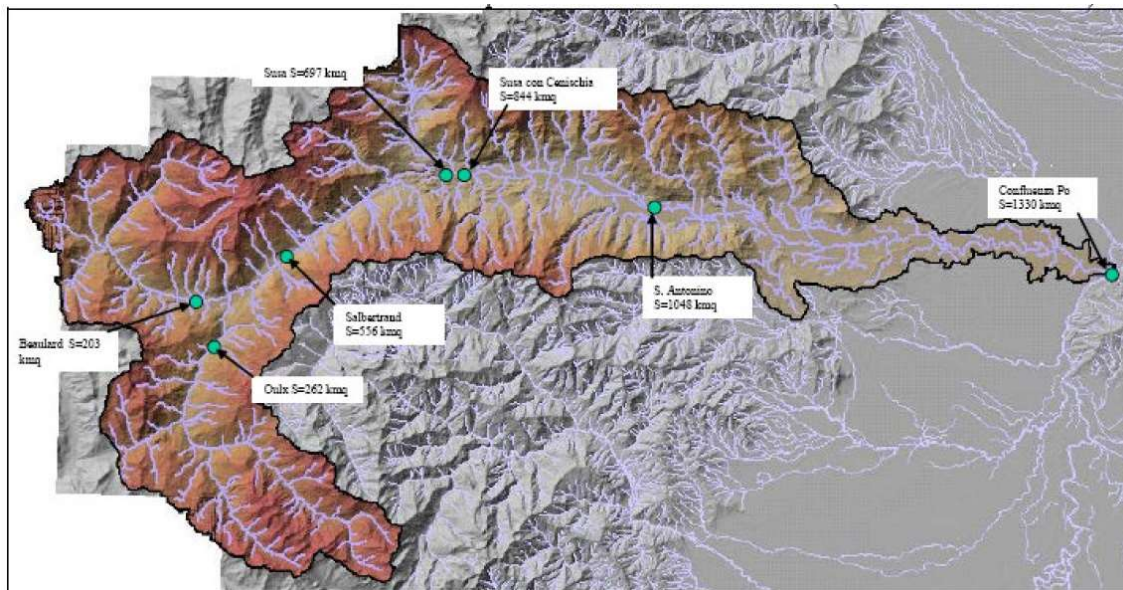 Susa S=697 kmq
Susa con Cenischia
S=844 kmq
Confluenza Po
S=1330 kmq
S. Antonino
S=1048 kmq
Salbertrand
S=556 kmq
Beaulard S=203
kmq
Oulx S=262 kmq